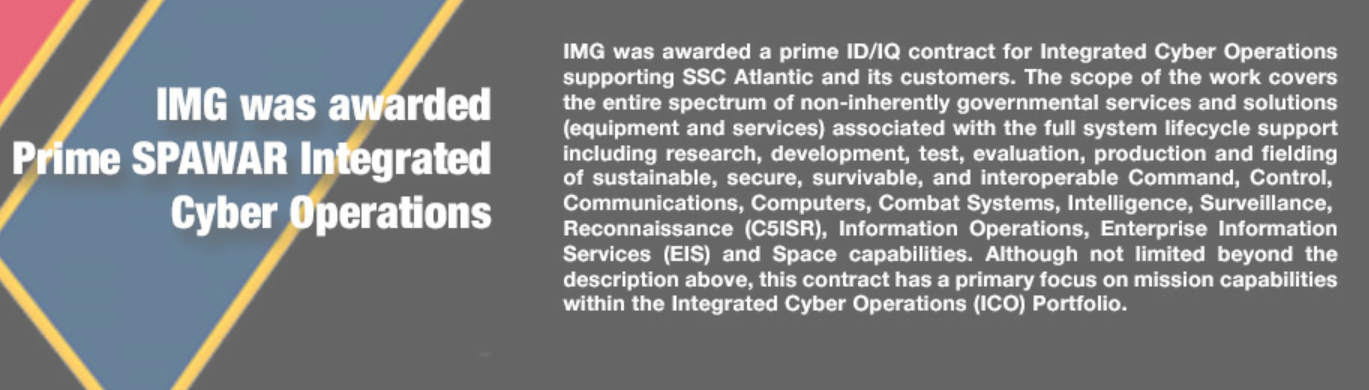 IMG was awarded
Prime SPAWAR Integrated
Cyber Operations
IMG was awarded a prime ID/IQ contract for Integrated Cyber Operations
supporting SSC Atlantic and its customers. The scope of the work covers
the entire spectrum of non-inherently governmental services and solutions
(equipment and services) associated with the full system lifecycle support
including research, development, test, evaluation, production and fielding
of sustainable, secure, survivable, and interoperable Command, Control,
Communications, Computers, Combat Systems, Intelligence, Surveillance,
Reconnaissance (C5ISR), Information Operations, Enterprise Information
Services (EIS) and Space capabilities. Although not limited beyond the
description above, this contract has a primary focus on mission capabilities
within the Integrated Cyber Operations (ICO) Portfolio.